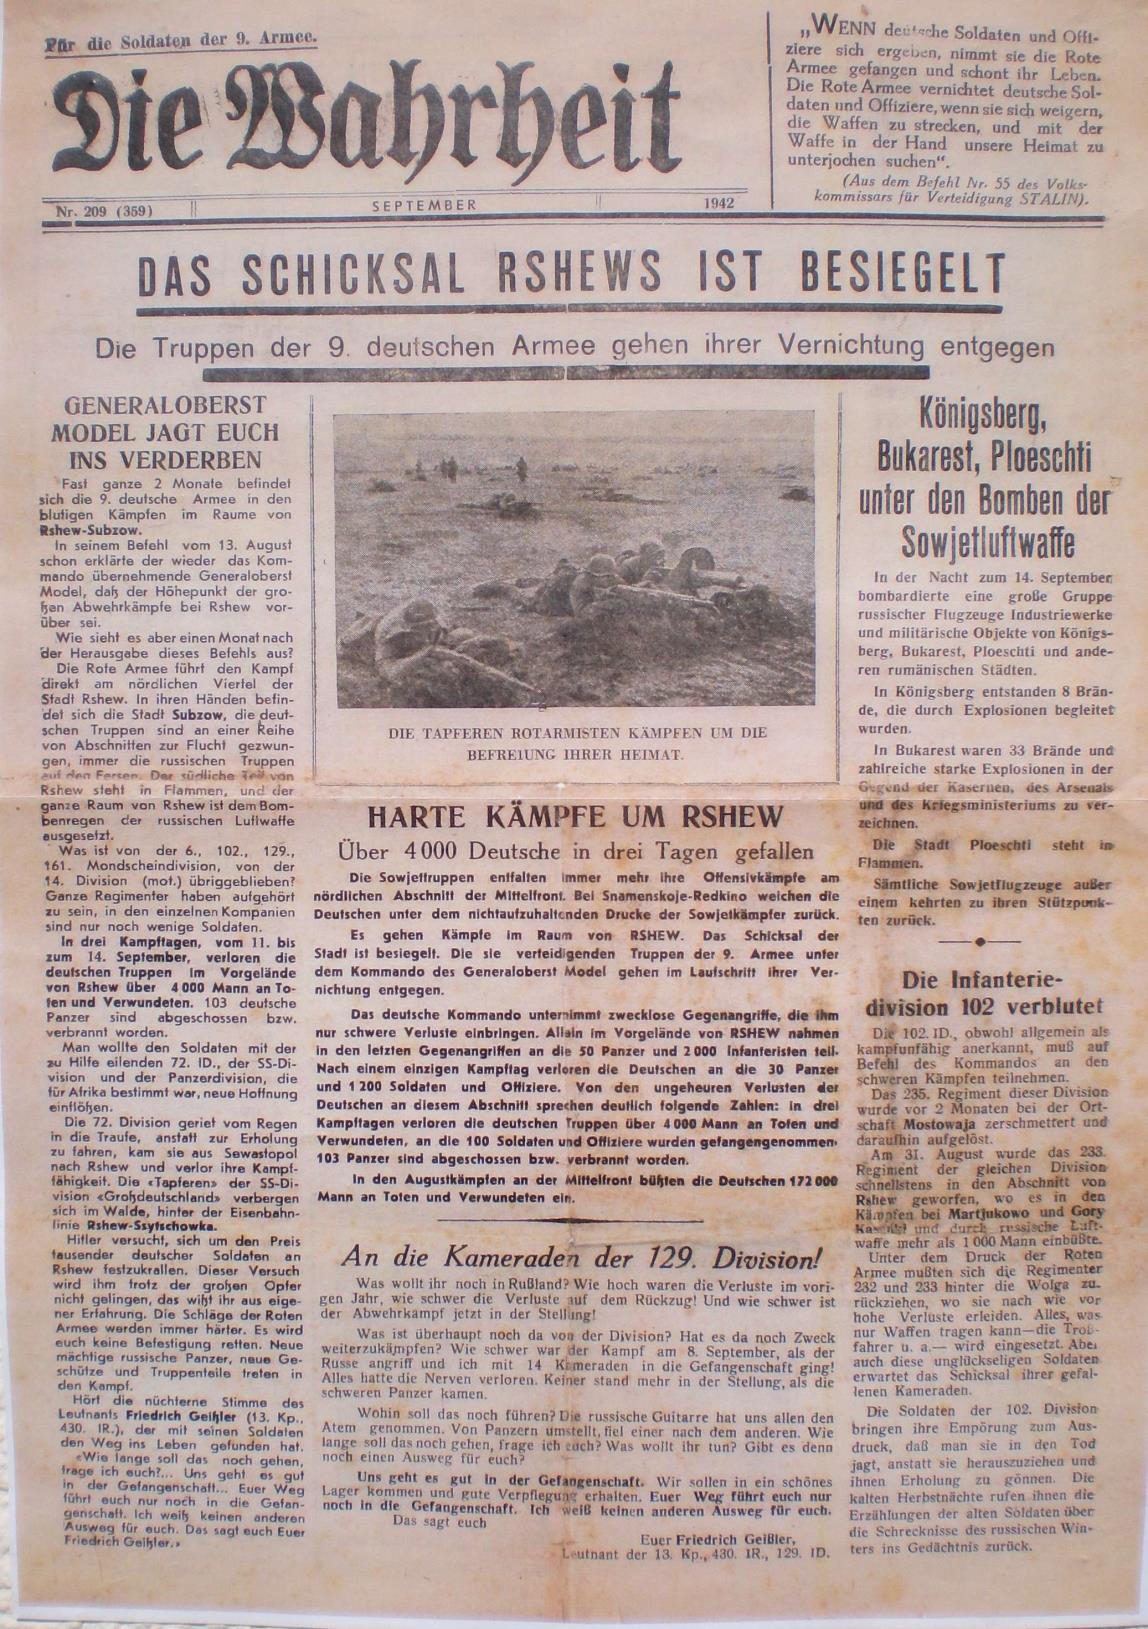 Für die Soldaten der 9. Armee.
Die Wahrheit
Nr. 209 (359)
SEPTEMBER
1942
„WENN deutsche Soldaten und Offi-
ziere sich ergeben, nimmt sie die Rote
Armee gefangen und schont ihr Leben.
Die Rote Armee vernichtet deutsche Sol-
daten und Offiziere, wenn sie sich weigern,
die Waffen zu strecken, und mit der
Waffe in der Hand unsere Heimat zu
unterjochen suchen“.
(Aus dem Befehl Nr. 55 des Volks-
kommissars für Verteidigung STALIN).
DAS SCHICKSAL RSHEWS IST BESIEGELT
Die Truppen der 9. deutschen Armee gehen ihrer Vernichtung entgegen
GENERALOBERST
MODEL JAGT EUCH
INS VERDERBEN
Fast ganze 2 Monate befindet
sich die 9. deutsche Armee in den
blutigen Kämpfen im Raume von
Rshew-Subzow.
In seinem Befehl vom 13. August
schon erklärte der wieder das Kom-
mando übernehmende Generaloberst
Model, daß der Höhepunkt der gro-
ßen Abwehrkämpfe bei Rshew vor-
über sei.
Wie sieht es aber einen Monat nach
der Herausgabe dieses Befehls aus?
Die Rote Armee führt den Kampf
direkt am nördlichen Viertel der
Stadt Rshew. In ihren Händen befin-
det sich die Stadt Subzow, die deut-
schen Truppen sind an einer Reihe
von Abschnitten zur Flucht gezwun-
gen, immer die russischen Truppen
auf den Fersen. Der südliche Teil von
Rshew steht in Flammen, und der
ganze Raum von Rshew ist dem Bom-
benregen der russischen Luftwaffe
ausgesetzt.
Was ist von der 6., 102., 129.,
161. Mondscheindivision, von der
14. Division (mot.) übriggeblieben?
Ganze Regimenter haben aufgehört
zu sein, in den einzelnen Kompanien
sind nur noch wenige Soldaten.
In drei Kampftagen, vom 11. bis
zum 14. September, verloren die
deutschen Truppen im Vorgelände
von Rshew über 4 000 Mann an To-
ten und Verwundeten. 103 deutsche
Panzer sind abgeschossen bzw.
verbrannt worden.
Man wollte den Soldaten mit der
zu Hilfe eilenden 72. ID., der SS-Di-
vision und der Panzerdivision, die
für Afrika bestimmt war, neue Hoffnung
einflößen.
Die 72. Division geriet vom Regen
in die Traufe, anstatt zur Erholung
zu fahren, kam sie aus Sewastopol
nach Rshew und verlor ihre Kampf-
fähigkeit. Die «Tapferen» der SS-Di-
vision «Großdeutschland» verbergen
sich im Walde, hinter der Eisenbahn-
linie Rshew-Ssytschowka.
Hitler versucht, sich um den Preis
tausender deutscher Soldaten an
Rshew festzukrallen. Dieser Versuch
wird ihm trotz der großen Opfer
nicht gelingen, das wißt ihr aus eige-
ner Erfahrung. Die Schläge der Roten
Armee werden immer härter. Es wird
euch keine Befestigung retten. Neue
mächtige russische Panzer, neue Ge-
schütze und Truppenteile treten in
den Kampf.
Hört die nüchterne Stimme des
Leutnants Friedrich Geißler (13. Kp.,
430. IR.), der mit seinen Soldaten
den Weg ins Leben gefunden hat.
«Wie lange soll das noch gehen,
frage ich euch?... Uns geht es gut
in der Gefangenschaft... Euer Weg
führt euch nur noch in die Gefan-
genschaft. Ich weiß keinen anderen
Ausweg für euch. Das sagt euch Euer
Friedrich Geißler.»
DIE TAPFEREN ROTARMISTEN KÄMPFEN UM DIE
BEFREIUNG IHRER HEIMAT.
HARTE KÄMPFE UM RSHEW
Über 4 000 Deutsche in drei Tagen gefallen
Die Sowjettruppen entfalten immer mehr ihre Offensivkämpfe am
nördlichen Abschnitt der Mittelfront. Bei Snamenskoje-Redkino weichen die
Deutschen unter dem nichtaufzuhaltenden Drucke der Sowjetkämpfer zurück.
Es gehen Kämpfe im Raum von RSHEW. Das Schicksal der
Stadt ist besiegelt. Die sie verteidigenden Truppen der 9. Armee unter
dem Kommando des Generaloberst Model gehen im Laufschritt ihrer Ver-
nichtung entgegen.
Das deutsche Kommando unternimmt zwecklose Gegenangriffe, die ihm
nur schwere Verluste einbringen. Allein im Vorgelände von RSHEW nahmen
in den letzten Gegenangriffen an die 50 Panzer und 2 000 Infanteristen teil.
Nach einem einzigen Kampftag verloren die Deutschen an die 30 Panzer
und 1 200 Soldaten und Offiziere. Von den ungeheuren Verlusten der
Deutschen an diesem Abschnitt sprechen deutlich folgende Zahlen: in drei
Kampftagen verloren die deutschen Truppen über 4 000 Mann an Toten und
Verwundeten, an die 100 Soldaten und Offiziere wurden gefangengenommen,
103 Panzer sind abgeschossen bzw. verbrannt worden.
In den Augustkämpfen an der Mittelfront büßten die Deutschen 172 000
Mann an Toten und Verwundeten ein.
An die Kameraden der 129. Division!
Was wollt ihr noch in Rußland? Wie hoch waren die Verluste im vori-
gen Jahr, wie schwer die Verluste auf dem Rückzug! Und wie schwer ist
der Abwehrkampf jetzt in der Stellung!
Was ist überhaupt noch da von der Division? Hat es da noch Zweck
weiterzukämpfen? Wie schwer war der Kampf am 8. September, als der
Russe angriff und ich mit 14 Kameraden in die Gefangenschaft ging!
Alles hatte die Nerven verloren. Keiner stand mehr in der Stellung, als die
schweren Panzer kamen.
Wohin soll das noch führen? Die russische Guitarre hat uns allen den
Atem genommen. Von Panzern umstellt, fiel einer nach dem anderen. Wie
lange soll das noch gehen, frage ich euch? Was wollt ihr tun? Gibt es denn
noch einen Ausweg für euch?
Uns geht es gut in der Gefangenschaft. Wir sollen in ein schönes
Lager kommen und gute Verpflegung erhalten. Euer Weg führt euch nur
noch in die Gefangenschaft. Ich weiß keinen anderen Ausweg für euch.
Das sagt euch
Euer Friedrich Geißler,
Leutnant der 13. Kp., 430. IR., 129. ID.
Königsberg,
Bukarest, Ploeschti
unter den Bomben der
Sowjetluftwaffe
In der Nacht zum 14. September
bombardierte eine große Gruppe
russischer Flugzeuge Industriewerke
und militärische Objekte von Königs-
berg, Bukarest, Ploeschti und ande-
ren rumänischen Städten.
In Königsberg entstanden 8 Brän-
de, die durch Explosionen begleitet
wurden.
In Bukarest waren 33 Brände und
zahlreiche starke Explosionen in der
Gegend der Kasernen, des Arsenals
und des Kriegsministeriums zu ver-
zeichnen.
Die Stadt Ploeschti steht in
Flammen.
Sämtliche Sowjetflugzeuge außer
einem kehrten zu ihren Stützpunk-
ten zurück.
Die Infanterie-
division 102 verblutet
Die 102. ID., obwohl allgemein als
kampfunfähig anerkannt, muß auf
Befehl des Kommandos an den
schweren Kämpfen teilnehmen.
Das 235. Regiment dieser Division
wurde vor 2 Monaten bei der Ort-
schaft Mostowaja zerschmettert und
daraufhin aufgelöst.
Am 31. August wurde das 233.
Regiment der gleichen Division
schnellstens in den Abschnitt von
Rshew geworfen, wo es in den
Kämpfen bei Martjukowo und Gory
und durch russische Luft-
waffe mehr als 1 000 Mann einbüßte.
Unter dem Druck der Roten
Armee mußten sich die Regimenter
232 und 233 hinter die Wolga zu-
rückziehen, wo sie nach wie vor
hohe Verluste erleiden. Alles, was
nur Waffen tragen kann—die Troß-
fahrer u. a.— wird eingesetzt. Aber
auch diese unglückseligen Soldaten
erwartet das Schicksal ihrer gefal-
lenen Kameraden.
Die Soldaten der 102. Division
bringen ihre Empörung zum Aus-
druck, daß man sie in den Tod
jagt, anstatt sie herauszuziehen und
ihnen Erholung zu gönnen. Die
kalten Herbstnächte rufen ihnen die
Erzählungen der alten Soldaten über
die Schrecknisse des russischen Win-
ters ins Gedächtnis zurück.